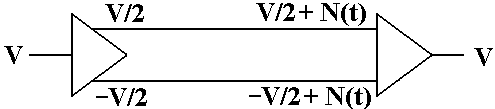 V/2 V/2 + N(t)
V V
−V/2 −V/2 + N(t)